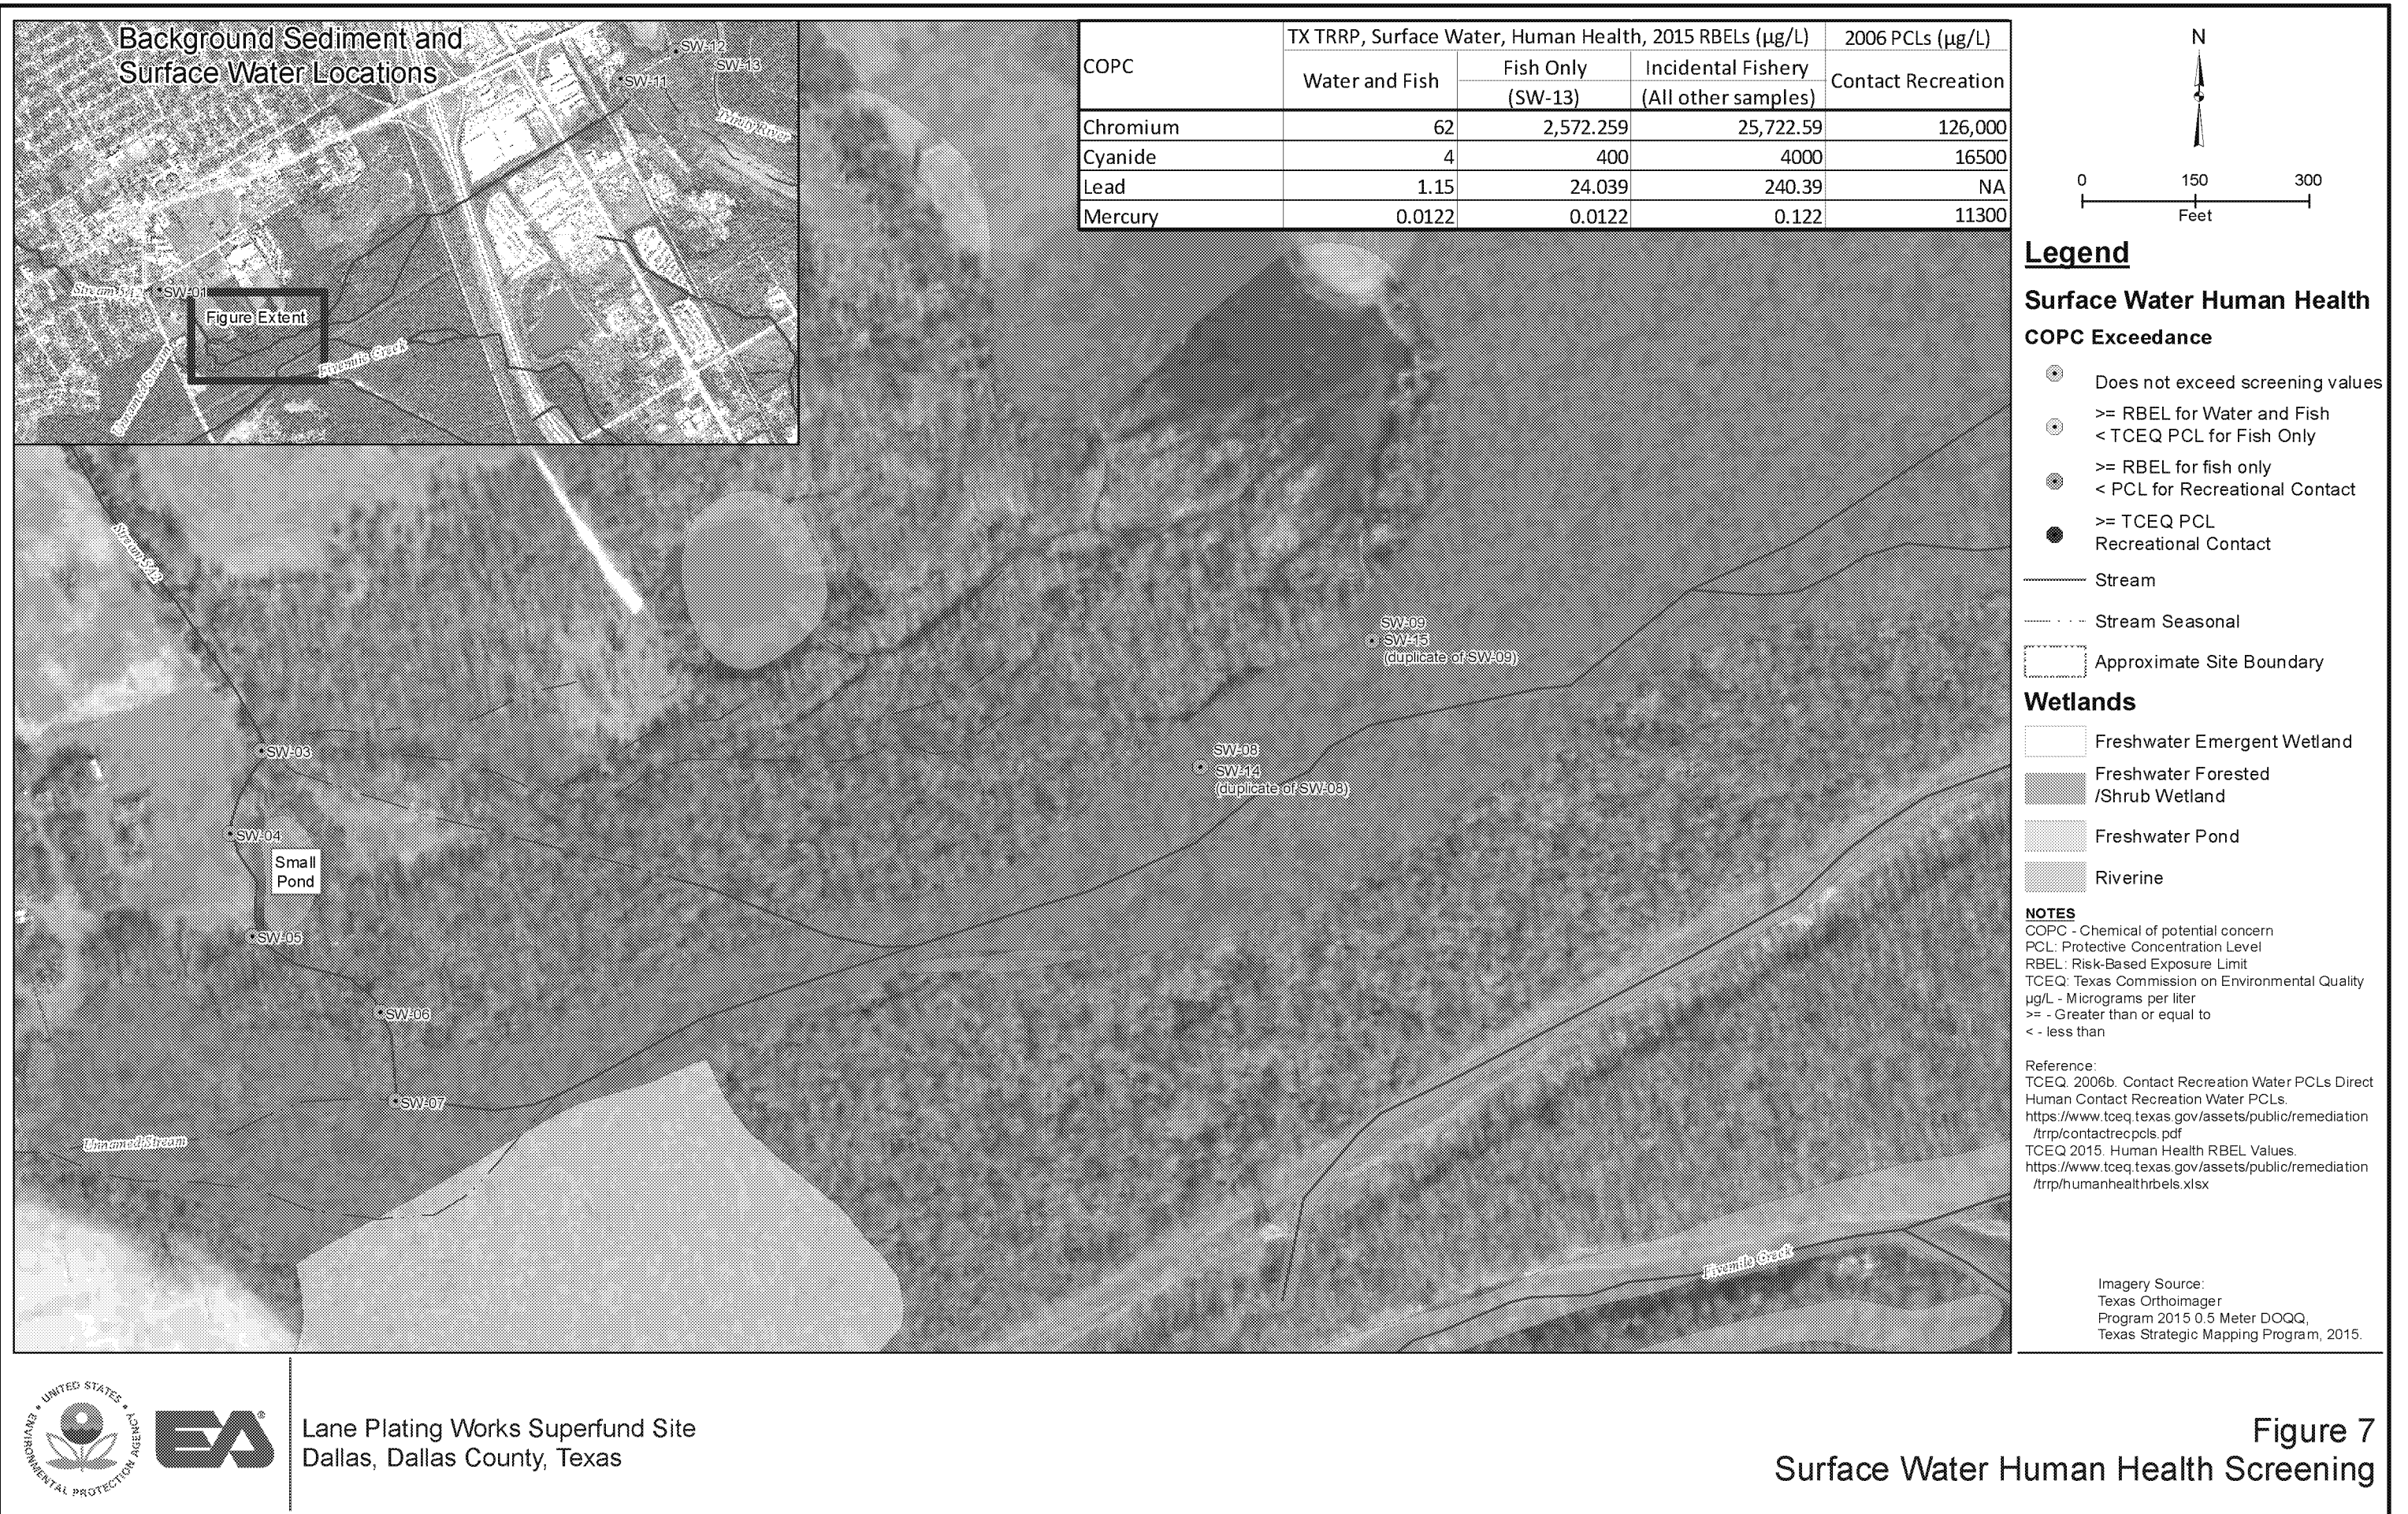 Background Sediment and
Surface Water Locations
SW-12
SW-13
SW-11
Trinity River
Stream 5A2
SW-01
Figure Extent
Fivemile Creek
Unnamed Stream
COPC
TX TRRP, Surface Water, Human Health, 2015 RBELs (µg/L)
2006 PCLs (µg/L)
Water and Fish
Fish Only
(SW-13)
Incidental Fishery
(All other samples)
Contact Recreation
Chromium 62 2,572.259 25,722.59 126,000
Cyanide 4 400 4000 16500
Lead 1.15 24.039 240.39 NA
Mercury 0.0122 0.0122 0.122 11300
N
0 150 300
Feet
Legend
Surface Water Human Health
COPC Exceedance
Does not exceed screening values
>= RBEL for Water and Fish
< TCEQ PCL for Fish Only
>= RBEL for fish only
< PCL for Recreational Contact
>= TCEQ PCL
Recreational Contact
Stream
Stream Seasonal
Approximate Site Boundary
Wetlands
Freshwater Emergent Wetland
Freshwater Forested
/Shrub Wetland
Freshwater Pond
Riverine
NOTES
COPC - Chemical of potential concern
PCL: Protective Concentration Level
RBEL: Risk-Based Exposure Limit
TCEQ: Texas Commission on Environmental Quality
µg/L - Micrograms per liter
>= - Greater than or equal to
< - less than
Reference:
TCEQ. 2006b. Contact Recreation Water PCLs Direct
Human Contact Recreation Water PCLs.
https://www.tceq.texas.gov/assets/public/remediation
/trrp/contactrecpcls.pdf
TCEQ 2015. Human Health RBEL Values.
https://www.tceq.texas.gov/assets/public/remediation
/trrp/humanhealthrbels.xlsx
Imagery Source:
Texas Orthoimager
Program 2015 0.5 Meter DOQQ,
Texas Strategic Mapping Program, 2015.
Stream 5A2
SW-09
SW-15
(duplicate of SW-09)
SW-03
SW-08
SW-14
(duplicate of SW-08)
SW-04
Small
Pond
SW-05
SW-06
SW-07
Unnamed Stream
Fivemile Creek
UNITED STATES
ENVIRONMENTAL PROTECTION AGENCY
EA®
Lane Plating Works Superfund Site
Dallas, Dallas County, Texas
Figure 7
Surface Water Human Health Screening